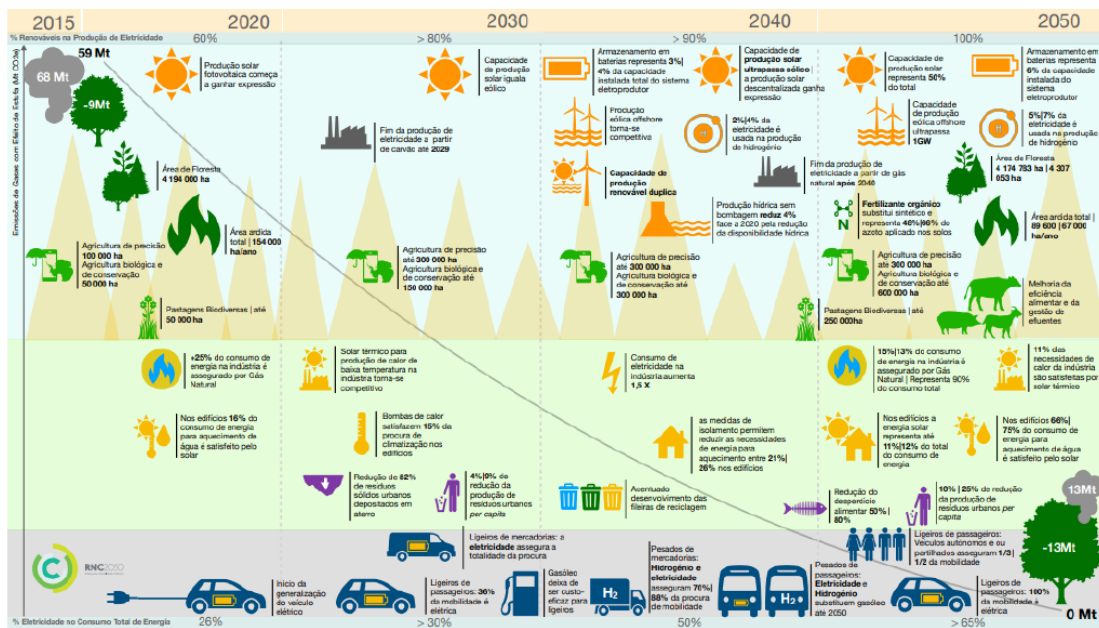 2015
2020
2030
2040
2050
% Renováveis na Produção de Eletricidade
60%
> 80%
> 90%
100%
Emissões de Gases com Efeito de Estufa (Mt CO2e)
59 Mt
68 Mt
-9Mt
Produção solar
fotovoltaica começa
a ganhar expressão
Capacidade
de produção
solar iguala
eólico
Armazenamento em
baterias representa 3%|
4% da capacidade
instalada total do sistema
eletroprodutor
Capacidade de
produção solar
ultrapassa eólico |
a produção solar
descentralizada ganha
expressão
Capacidade de
produção solar
representa 50%
do total
Armazenamento em
baterias representa
6% da capacidade
instalada do
sistema
eletroprodutor
Fim da produção de
eletricidade a partir
de carvão até 2029
Produção
eólica offshore
torna-se
competitiva
2%|4% da
eletricidade é
usada na produção
de hidrogénio
Capacidade
de produção
eólica offshore
ultrapassa
1GW
5%|7% da
eletricidade é
usada na produção
de hidrogénio
Área de Floresta
4 194 000 ha
Capacidade de
produção
renovável duplica
Fim da produção de
eletricidade a partir de gás
natural após 2040
Área de Floresta
4 174 783 ha | 4 307
053 ha
Área ardida
total | 154 000
ha/ano
Produção hídrica sem
bombagem reduz 4%
face a 2020 pela redução
da disponibilidade hídrica
N
Fertilizante orgânico
substitui sintético e
representa 46%|66% do
azoto aplicado nos solos
Área ardida total |
89 600 | 67 000
ha/ano
Agricultura de precisão
100 000 ha
Agricultura biológica e
de conservação
50 000 ha
Agricultura de precisão
até 300 000 ha
Agricultura biológica e
de conservação até
150 000 ha
Agricultura de precisão
até 300 000 ha
Agricultura biológica e
de conservação até
300 000 ha
Agricultura de precisão
até 300 000 ha
Agricultura biológica e
de conservação até
600 000 ha
Melhoria da
eficiência
alimentar e da
gestão de
efluentes
Pastagens Biodiversas | até
50 000 ha
Pastagens Biodiversas | até
250 000ha
+25% do consumo de
energia na indústria é
assegurado por Gás
Natural
Solar térmico para
produção de calor de
baixa temperatura na
indústria torna-se
competitivo
Consumo de
eletricidade na
indústria aumenta
1,5 X
15%|13% do consumo
de energia na indústria é
assegurado por Gás
Natural | Representa 90%
do consumo total
11% das
necessidades de
calor da indústria
são satisfeitas por
solar térmico
Nos edifícios 16% do
consumo de energia
para aquecimento de
água é satisfeito pelo
solar
Bombas de calor
satisfazem 15% da
procura de
climatização nos
edifícios
as medidas de
isolamento permitem
reduzir as necessidades
de energia para
aquecimento entre 21%|
26% nos edifícios
Nos edifícios a
energia solar
representa até
11%|12% do total
do consumo de
energia
Nos edifícios 66%|
75% do consumo de
energia para
aquecimento de água
é satisfeito pelo solar
Redução de 52%
de resíduos
sólidos urbanos
depostados em
aterro
redução da
produção de
resíduos urbanos
per capita
Acentuado
desenvolvimento das
fileiras de reciclagem
Redução do
desperdício
alimentar 50% |
80%
10% | 25% de redução
da produção de
resíduos urbanos per
capita
13Mt
-13Mt
0 Mt
C
RNC2050
Ligeiros de mercadorias: a
eletricidade assegura a
totalidade da procura
Pesados de
mercadorias:
Hidrogénio e
eletricidade
asseguram 76%|
88% da procura
de mobilidade
Ligeiros de passageiros:
Veículos autónomos e ou
partilhados asseguram 1/3 |
1/2 da mobilidade
Inicio da
generalização
do veículo
elétrico
Ligeiros de
passageiros: 36%
da mobilidade é
elétrica
Gasóleo
deixa de
ser custo-
eficaz para
ligeiros
H2
H2
Pesados de
passageiros:
Eletricidade e
Hidrogénio
substituem gasóleo
até 2050
Ligeiros de
passageiros: 100%
da mobilidade é
elétrica
% Eletricidade no Consumo Total de Energia
26%
> 30%
50%
>65%